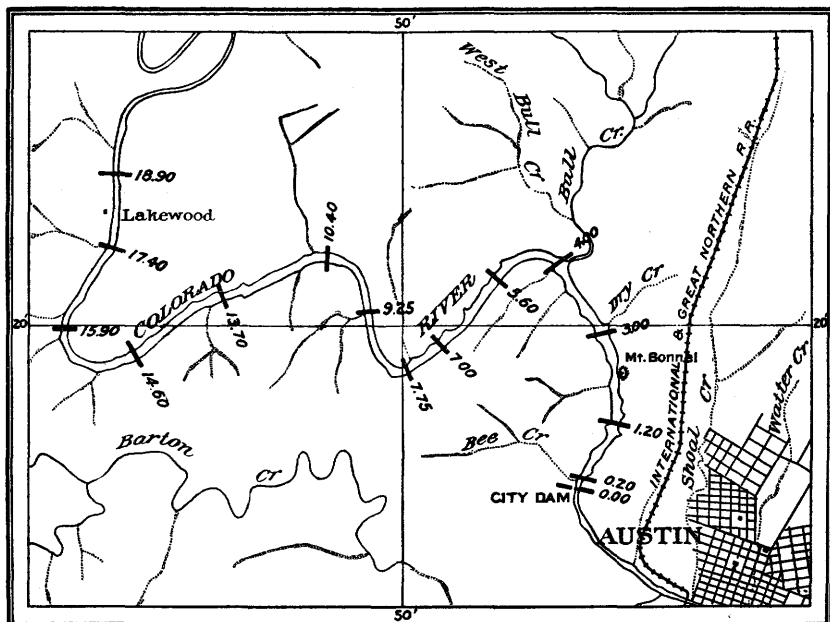 50'
West
Bull
Cr
Bull
Cr.
18.90
Lakewood
17.40
10.40
4.00
COLORADO
RIVER
Dry Cr
INTERNATIONAL & GREAT NORTHERN R.R.
20'
15.90
13.70
9.25
5.60
3.00
20
14.60
7.75
7.00
Mt. Bonnel
Shoal Cr
Waller Cr.
Barton
Cr
Bee Cr
1.20
0.20
CITY DAM
0.00
AUSTIN
50'